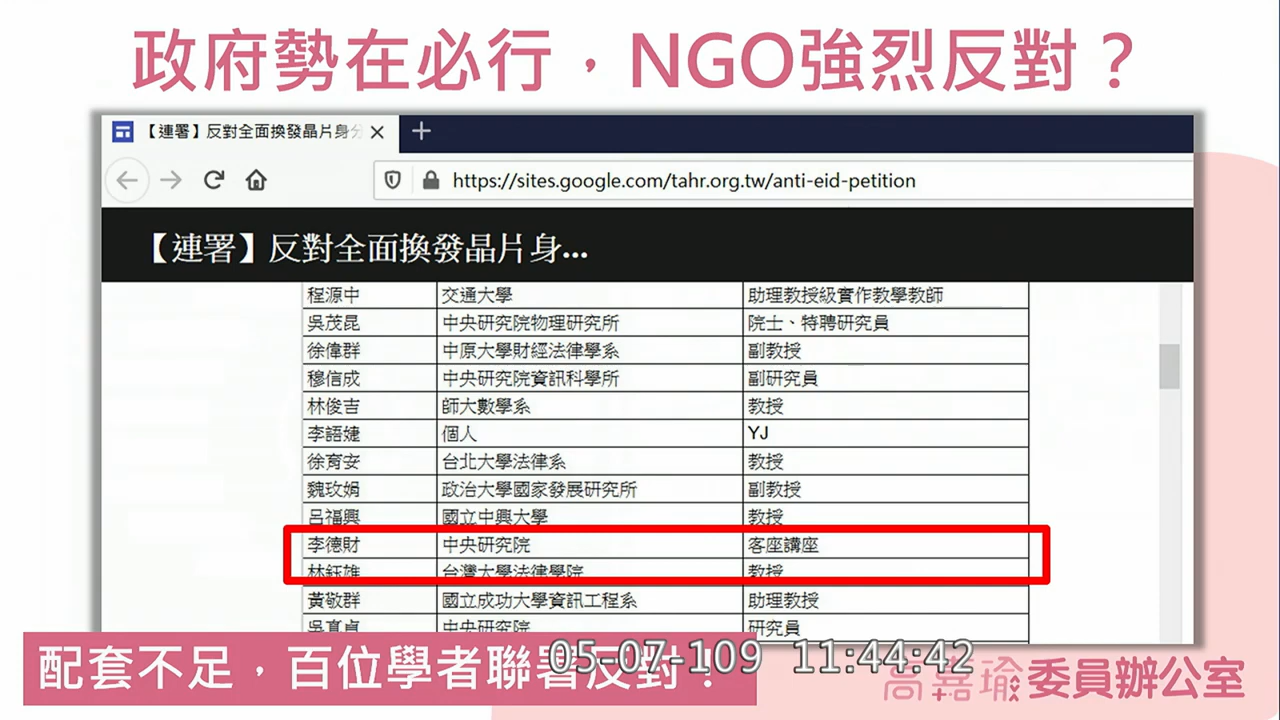 政府勢在必行，NGO強烈反對？
【連署】反對全面換發晶片身分
https://sites.google.com/tahr.org.tw/anti-eid-petition
【連署】反對全面換發晶片身...
程源中 交通大學 助理教授級實作教學教師
吳茂昆 中央研究院物理研究所 院士、特聘研究員
徐偉群 中原大學財經法律學系 副教授
穆信成 中央研究院資訊科學所 副研究員
林俊吉 師大數學系 教授
李語婕 個人 YJ
徐育安 台北大學法律系 教授
魏玫娟 政治大學國家發展研究所 副教授
呂福興 國立中興大學 教授
李德財 中央研究院 客座講座
林鈺雄 台灣大學法律學院 教授
黃敬群 國立成功大學資訊工程系 助理教授
中央研究院 研究員
配套不足，百位學者聯署反對！
05-07-109 11:44:42
高嘉瑜委員辦公室